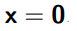 x = 0